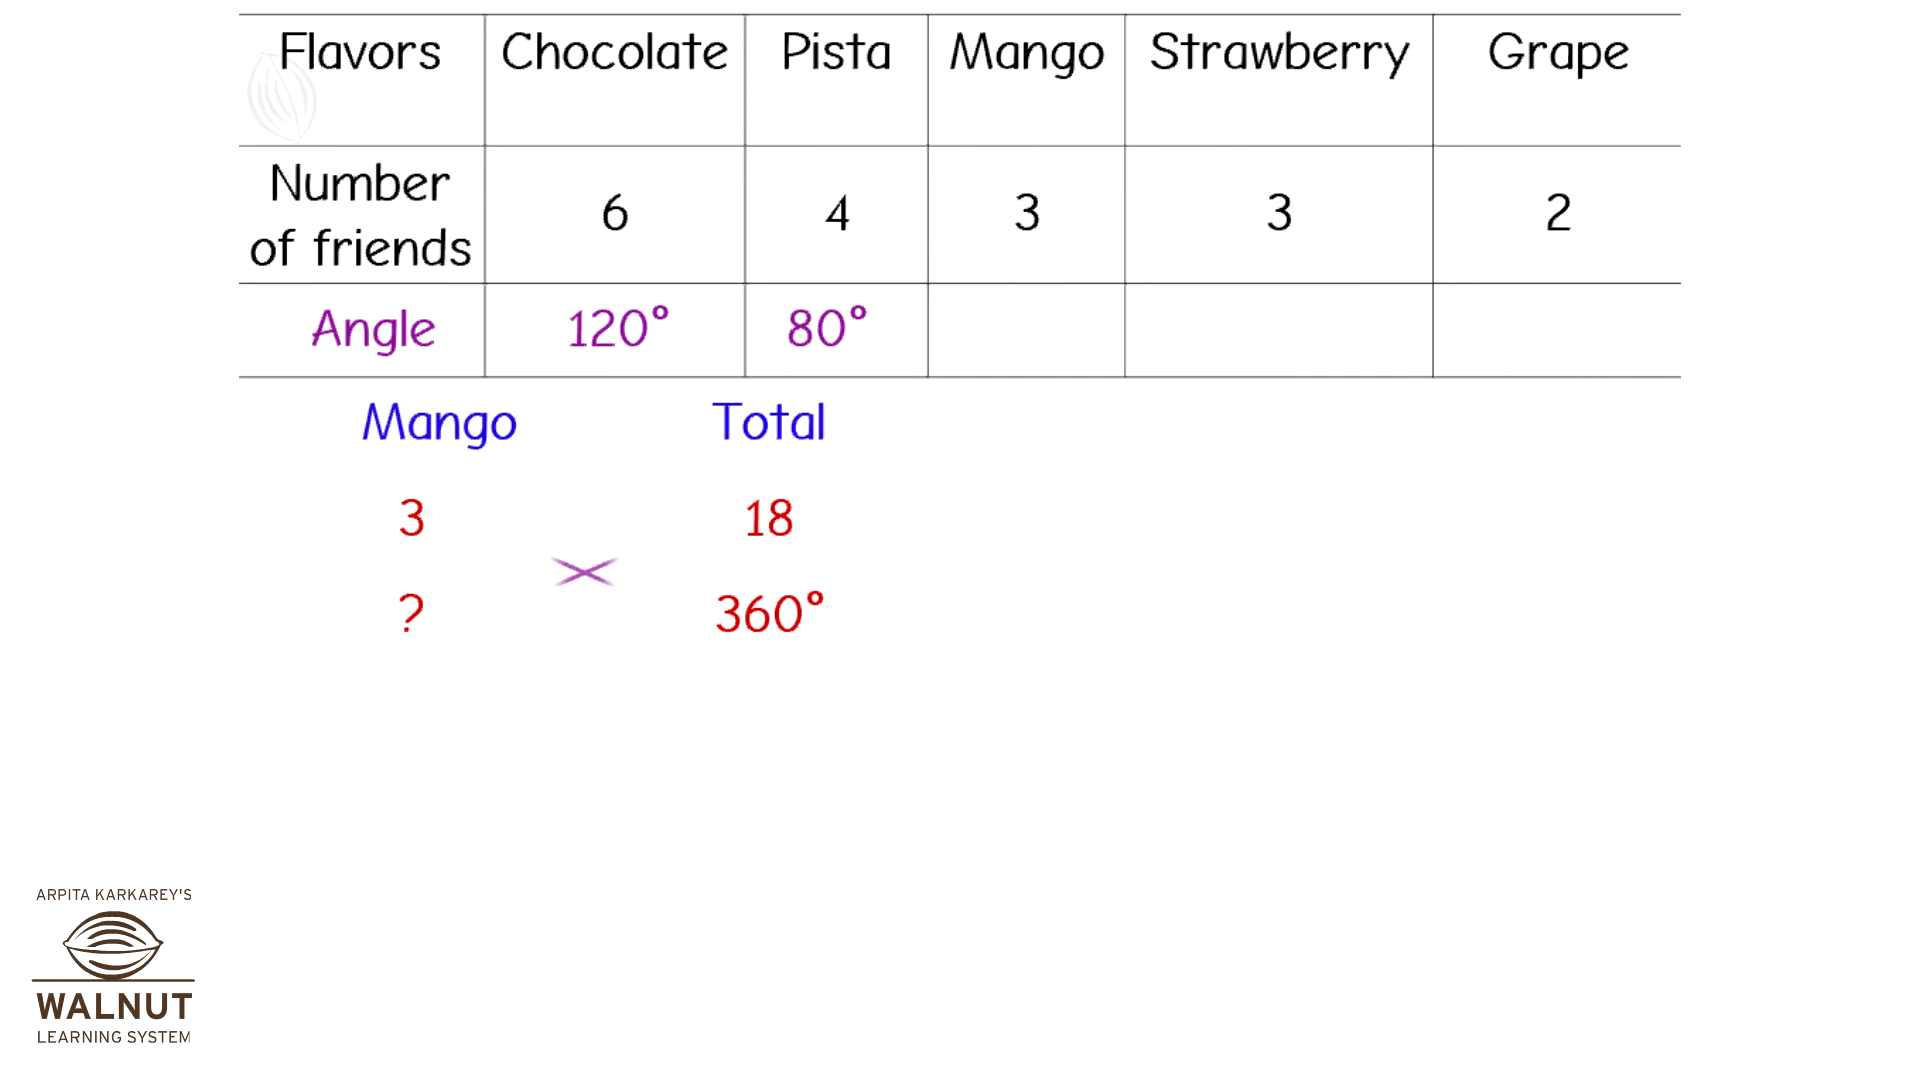 Flavors Chocolate Pista Mango Strawberry Grape
Number of friends 6 4 3 3 2
Angle 120° 80°
Mango Total
3 18
? 360°
ARPITA KARKAREY'S
WALNUT
LEARNING SYSTEM